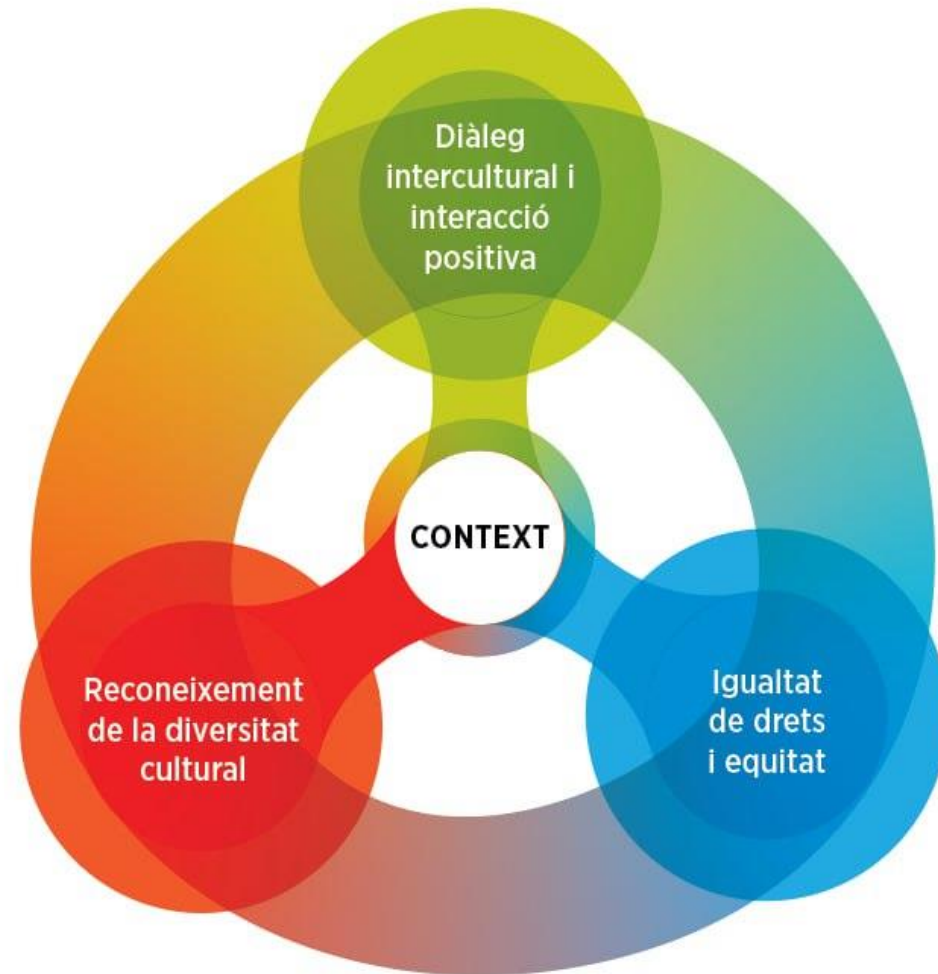 Diàleg
intercultural i
interacció
positiva
CONTEXT
Reconeixement
de la diversitat
cultural
Igualtat
de drets
i equitat